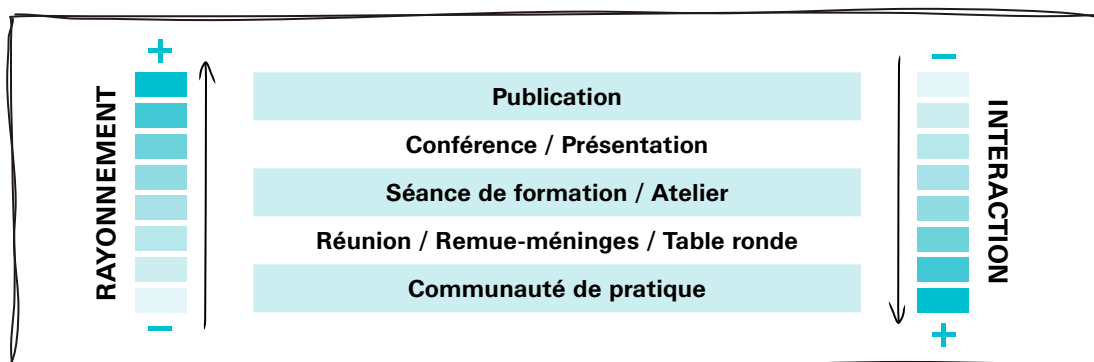 +
RAYONNEMENT
–
Publication
Conférence / Présentation
Séance de formation / Atelier
Réunion / Remue-méninges / Table ronde
Communauté de pratique
–
INTERACTION
+